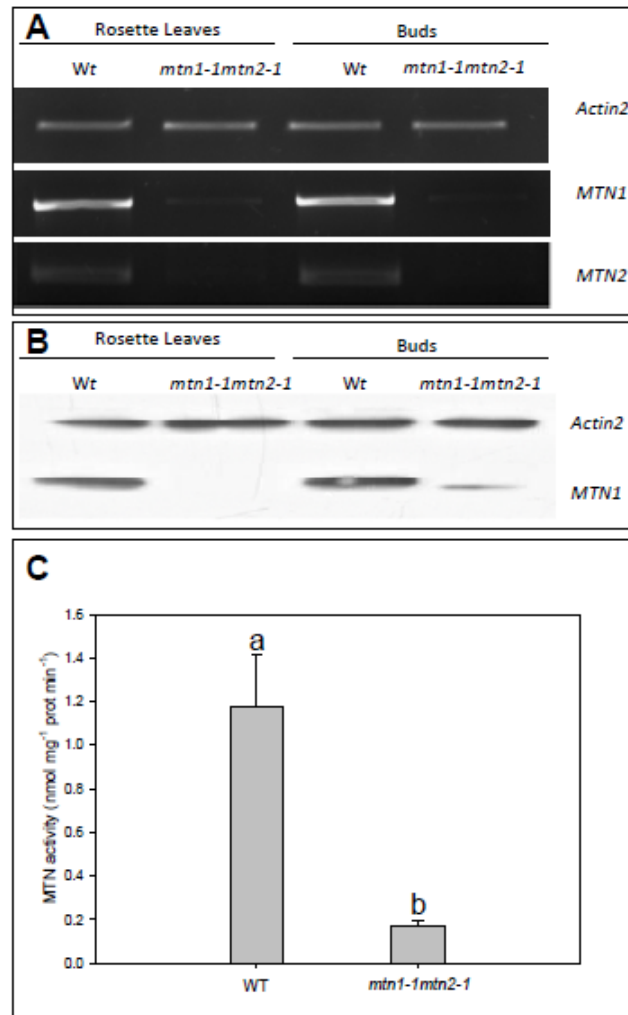 A
Rosette Leaves Buds
Wt mtn1-1mtn2-1 Wt mtn1-1mtn2-1
Actin2
MTN1
MTN2
B
Rosette Leaves Buds
Wt mtn1-1mtn2-1 Wt mtn1-1mtn2-1
Actin2
MTN1
C
MTN activity (nmol mg⁻¹ prot min⁻¹)
1.6
1.4
1.2
1.0
0.8
0.6
0.4
0.2
0.0
a
b
WT mtn1-1mtn2-1